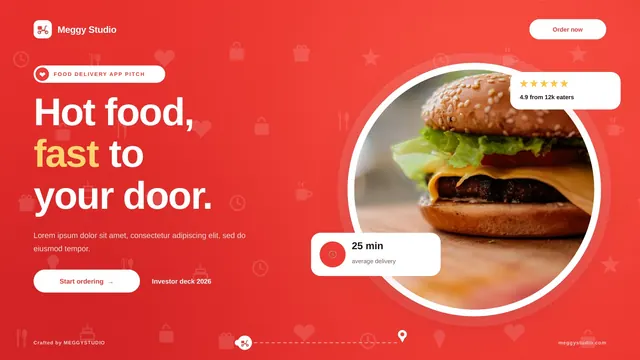 Meggy Studio
Order now
FOOD DELIVERY APP PITCH
Hot food,
fast to
your door.
4.9 from 12k eaters
Lorem ipsum dolor sit amet, consectetur adipiscing elit, sed do
eiusmod tempor.
25 min
average delivery
Start ordering →
Investor deck 2026
Crafted by MEGGYSTUDIO
meggystudio.com